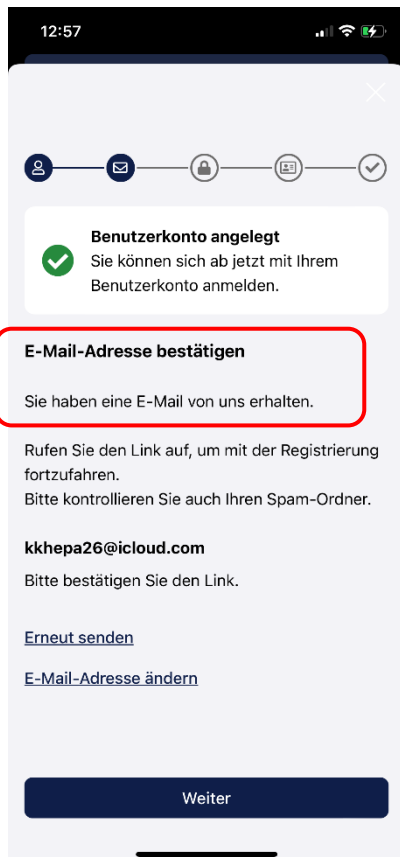 12:57
Benutzerkonto angelegt
Sie können sich ab jetzt mit Ihrem
Benutzerkonto anmelden.
E-Mail-Adresse bestätigen
Sie haben eine E-Mail von uns erhalten.
Rufen Sie den Link auf, um mit der Registrierung
fortzufahren.
Bitte kontrollieren Sie auch Ihren Spam-Ordner.
kkhepa26@icloud.com
Bitte bestätigen Sie den Link.
Erneut senden
E-Mail-Adresse ändern
Weiter